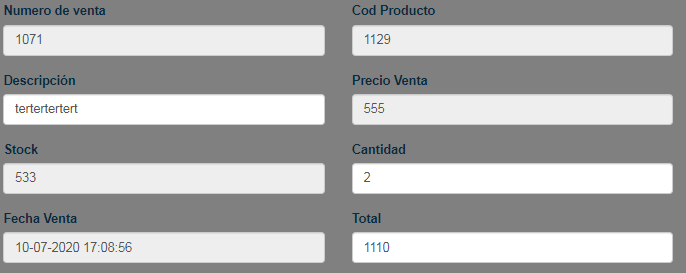 Numero de venta
1071
Cod Producto
1129
Descripción
tertertertert
Precio Venta
555
Stock
533
Cantidad
2
Fecha Venta
10-07-2020 17:08:56
Total
1110